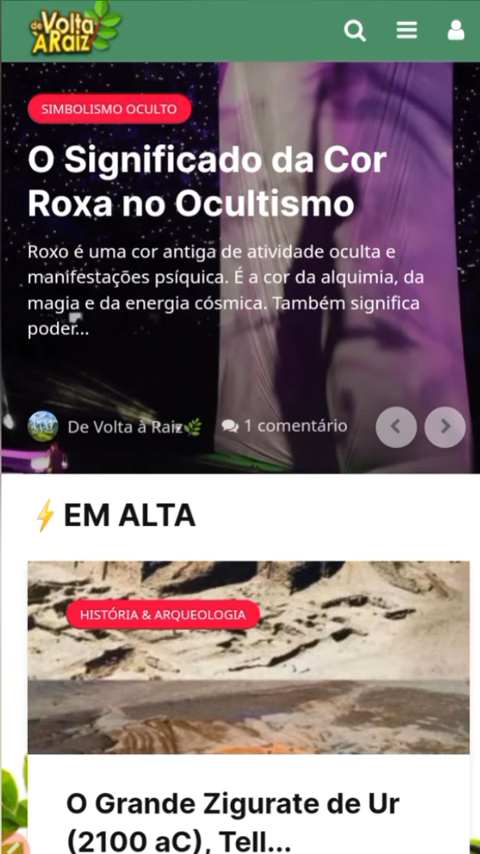 de Volta
À Raiz
SIMBOLISMO OCULTO
O Significado da Cor
Roxa no Ocultismo
Roxo é uma cor antiga de atividade oculta e
manifestações psíquica. É a cor da alquimia, da
magia e da energia cósmica. Também significa
poder...
De Volta à Raiz🌿 1 comentário
⚡EM ALTA
HISTÓRIA & ARQUEOLOGIA
O Grande Zigurate de Ur
(2100 aC), Tell...